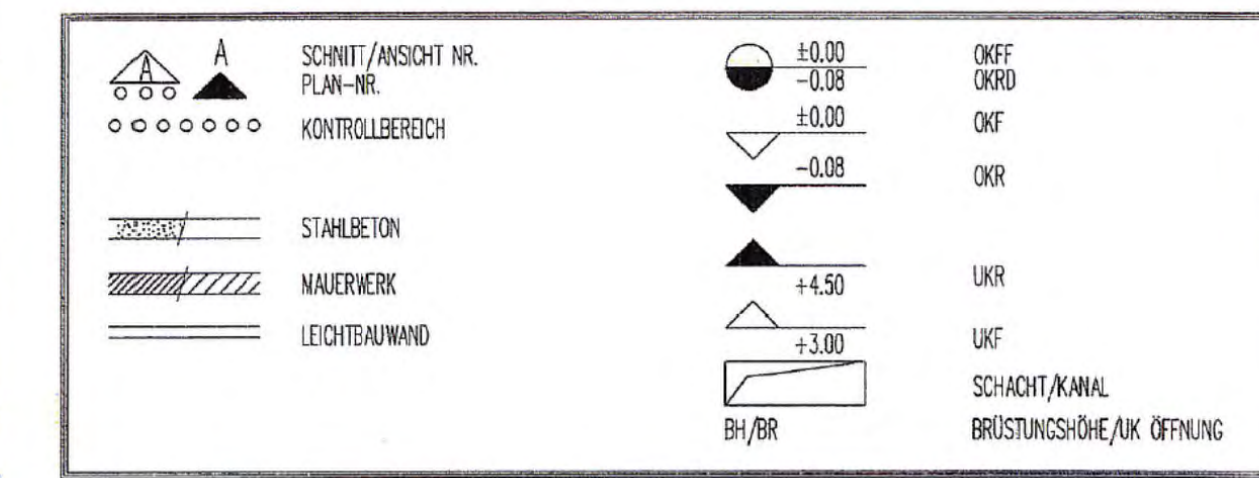 A A SCHNITT/ANSICHT NR.
PLAN-NR.
KONTROLLBEREICH
STAHLBETON
MAUERWERK
LEICHTBAUWAND
±0.00 OKFF
-0.08 OKRD
±0.00 OKF
-0.08 OKR
+4.50 UKR
+3.00 UKF
SCHACHT/KANAL
BH/BR BRÜSTUNGSHÖHE/UK ÖFFNUNG